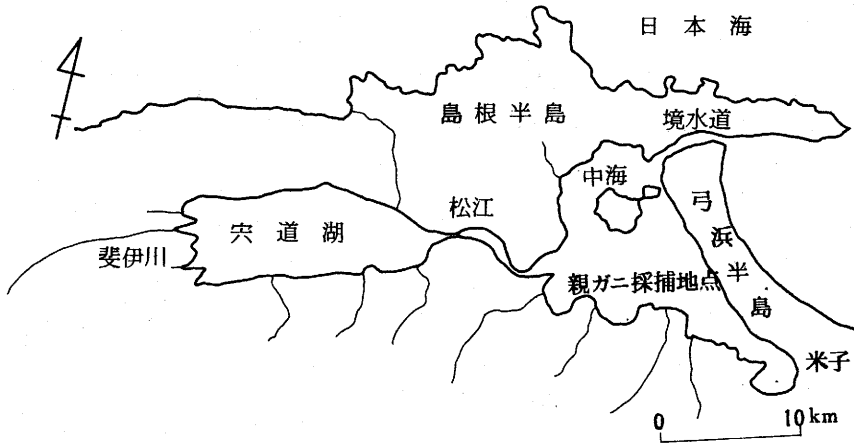 日本海
島根半島
境水道
中海
弓浜半島
松江
宍道湖
斐伊川
親ガニ採捕地点
米子
0 10km